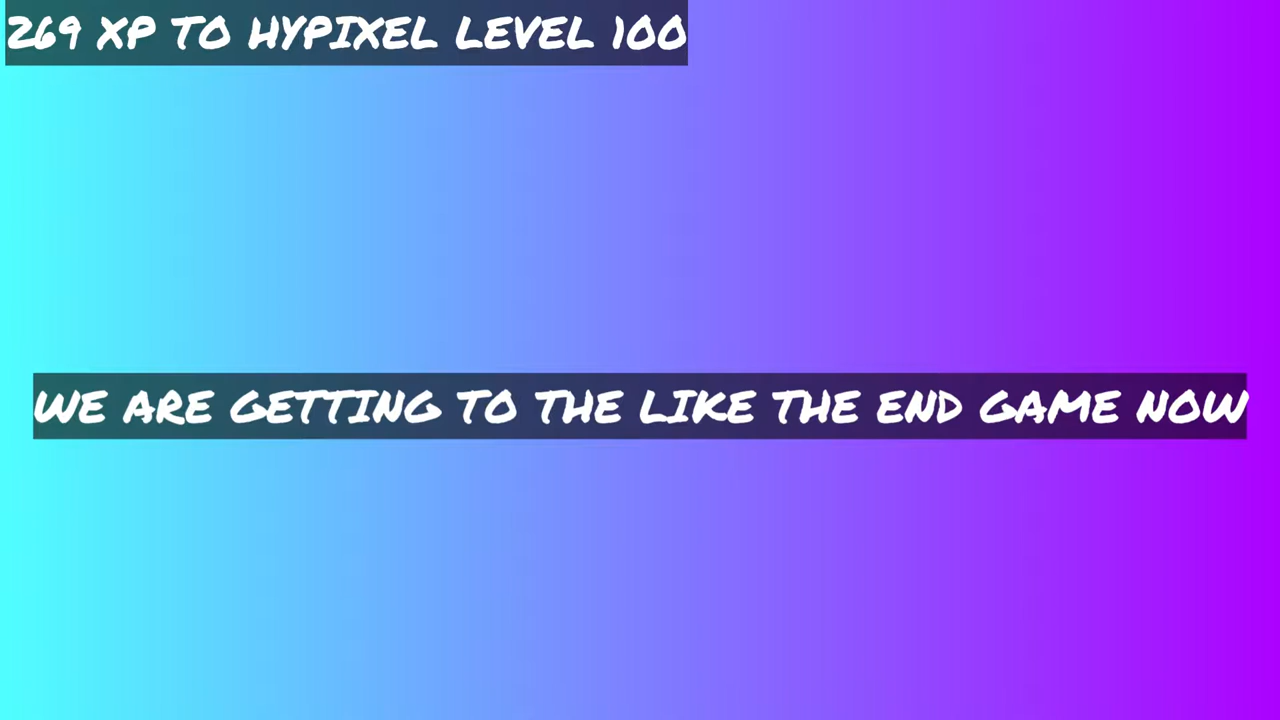 269 XP TO HYPIXEL LEVEL 100
WE ARE GETTING TO THE LIKE THE END GAME NOW